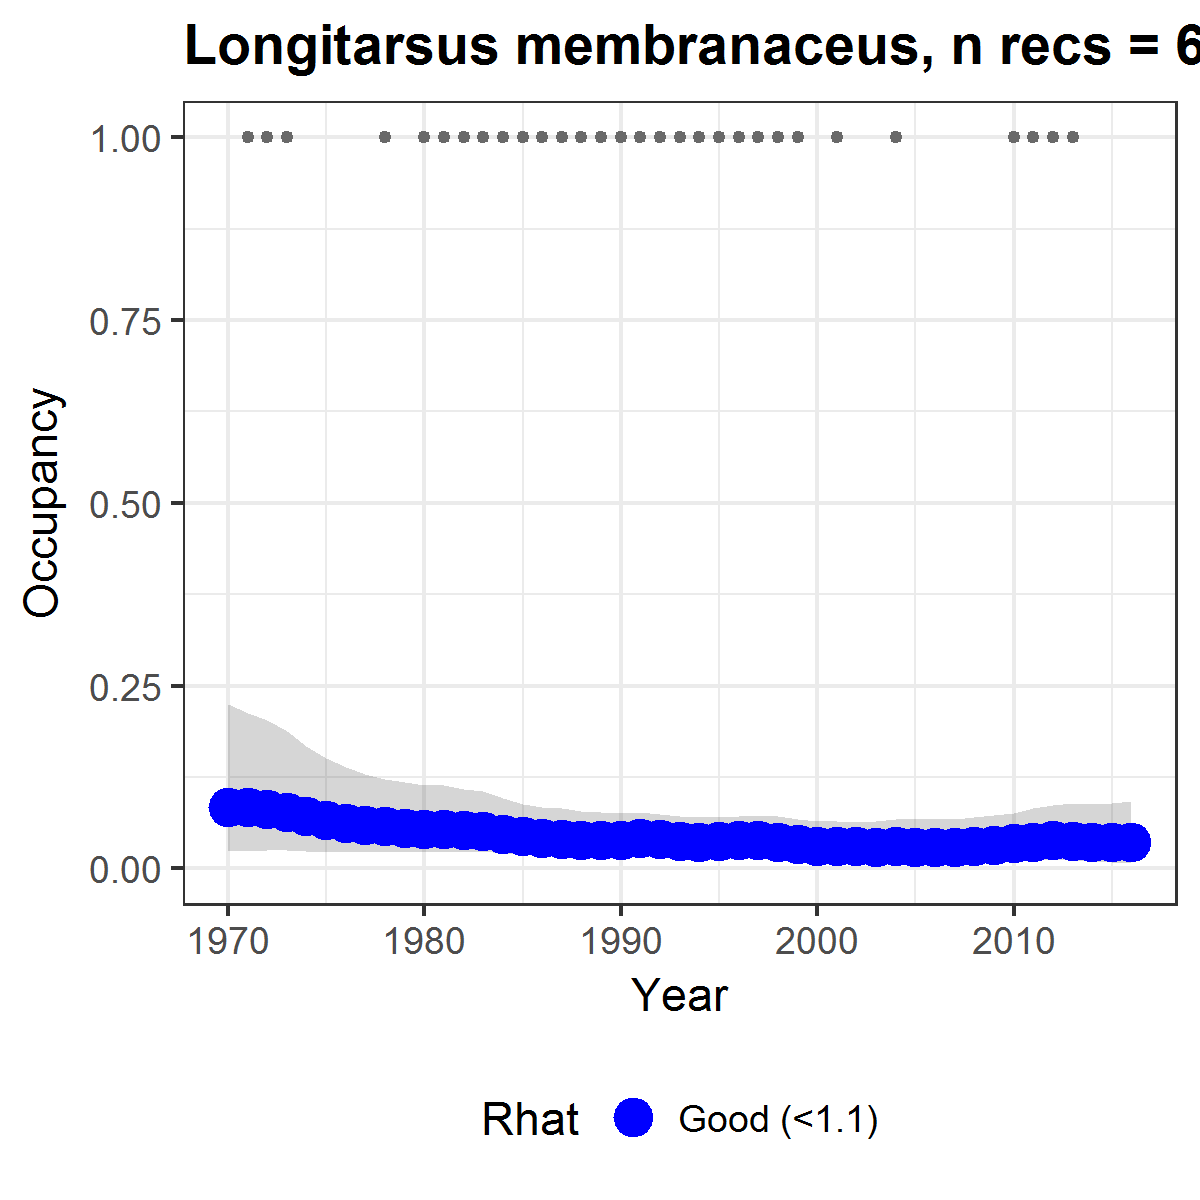 Longitarsus membranaceus, n recs = 6
1.00
0.75
0.50
0.25
0.00
Occupancy
1970 1980 1990 2000 2010
Year
Rhat Good (<1.1)